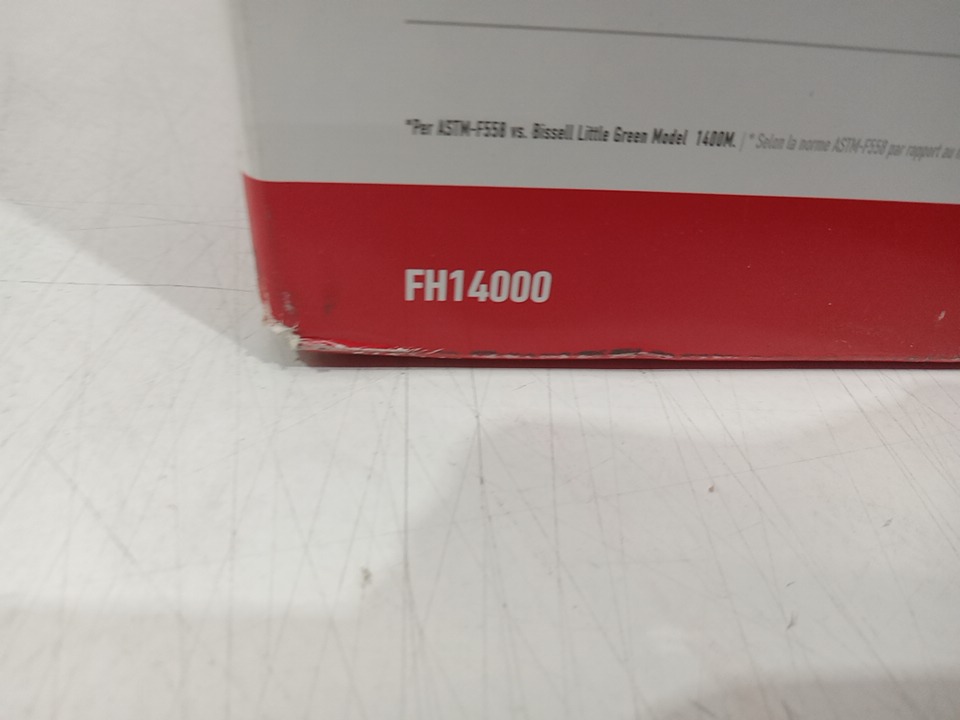 *Per ASTM-F558 vs. Bissell Little Green Model 1400M. | * Selon la norme ASTM-F558 par rapport au
FH14000